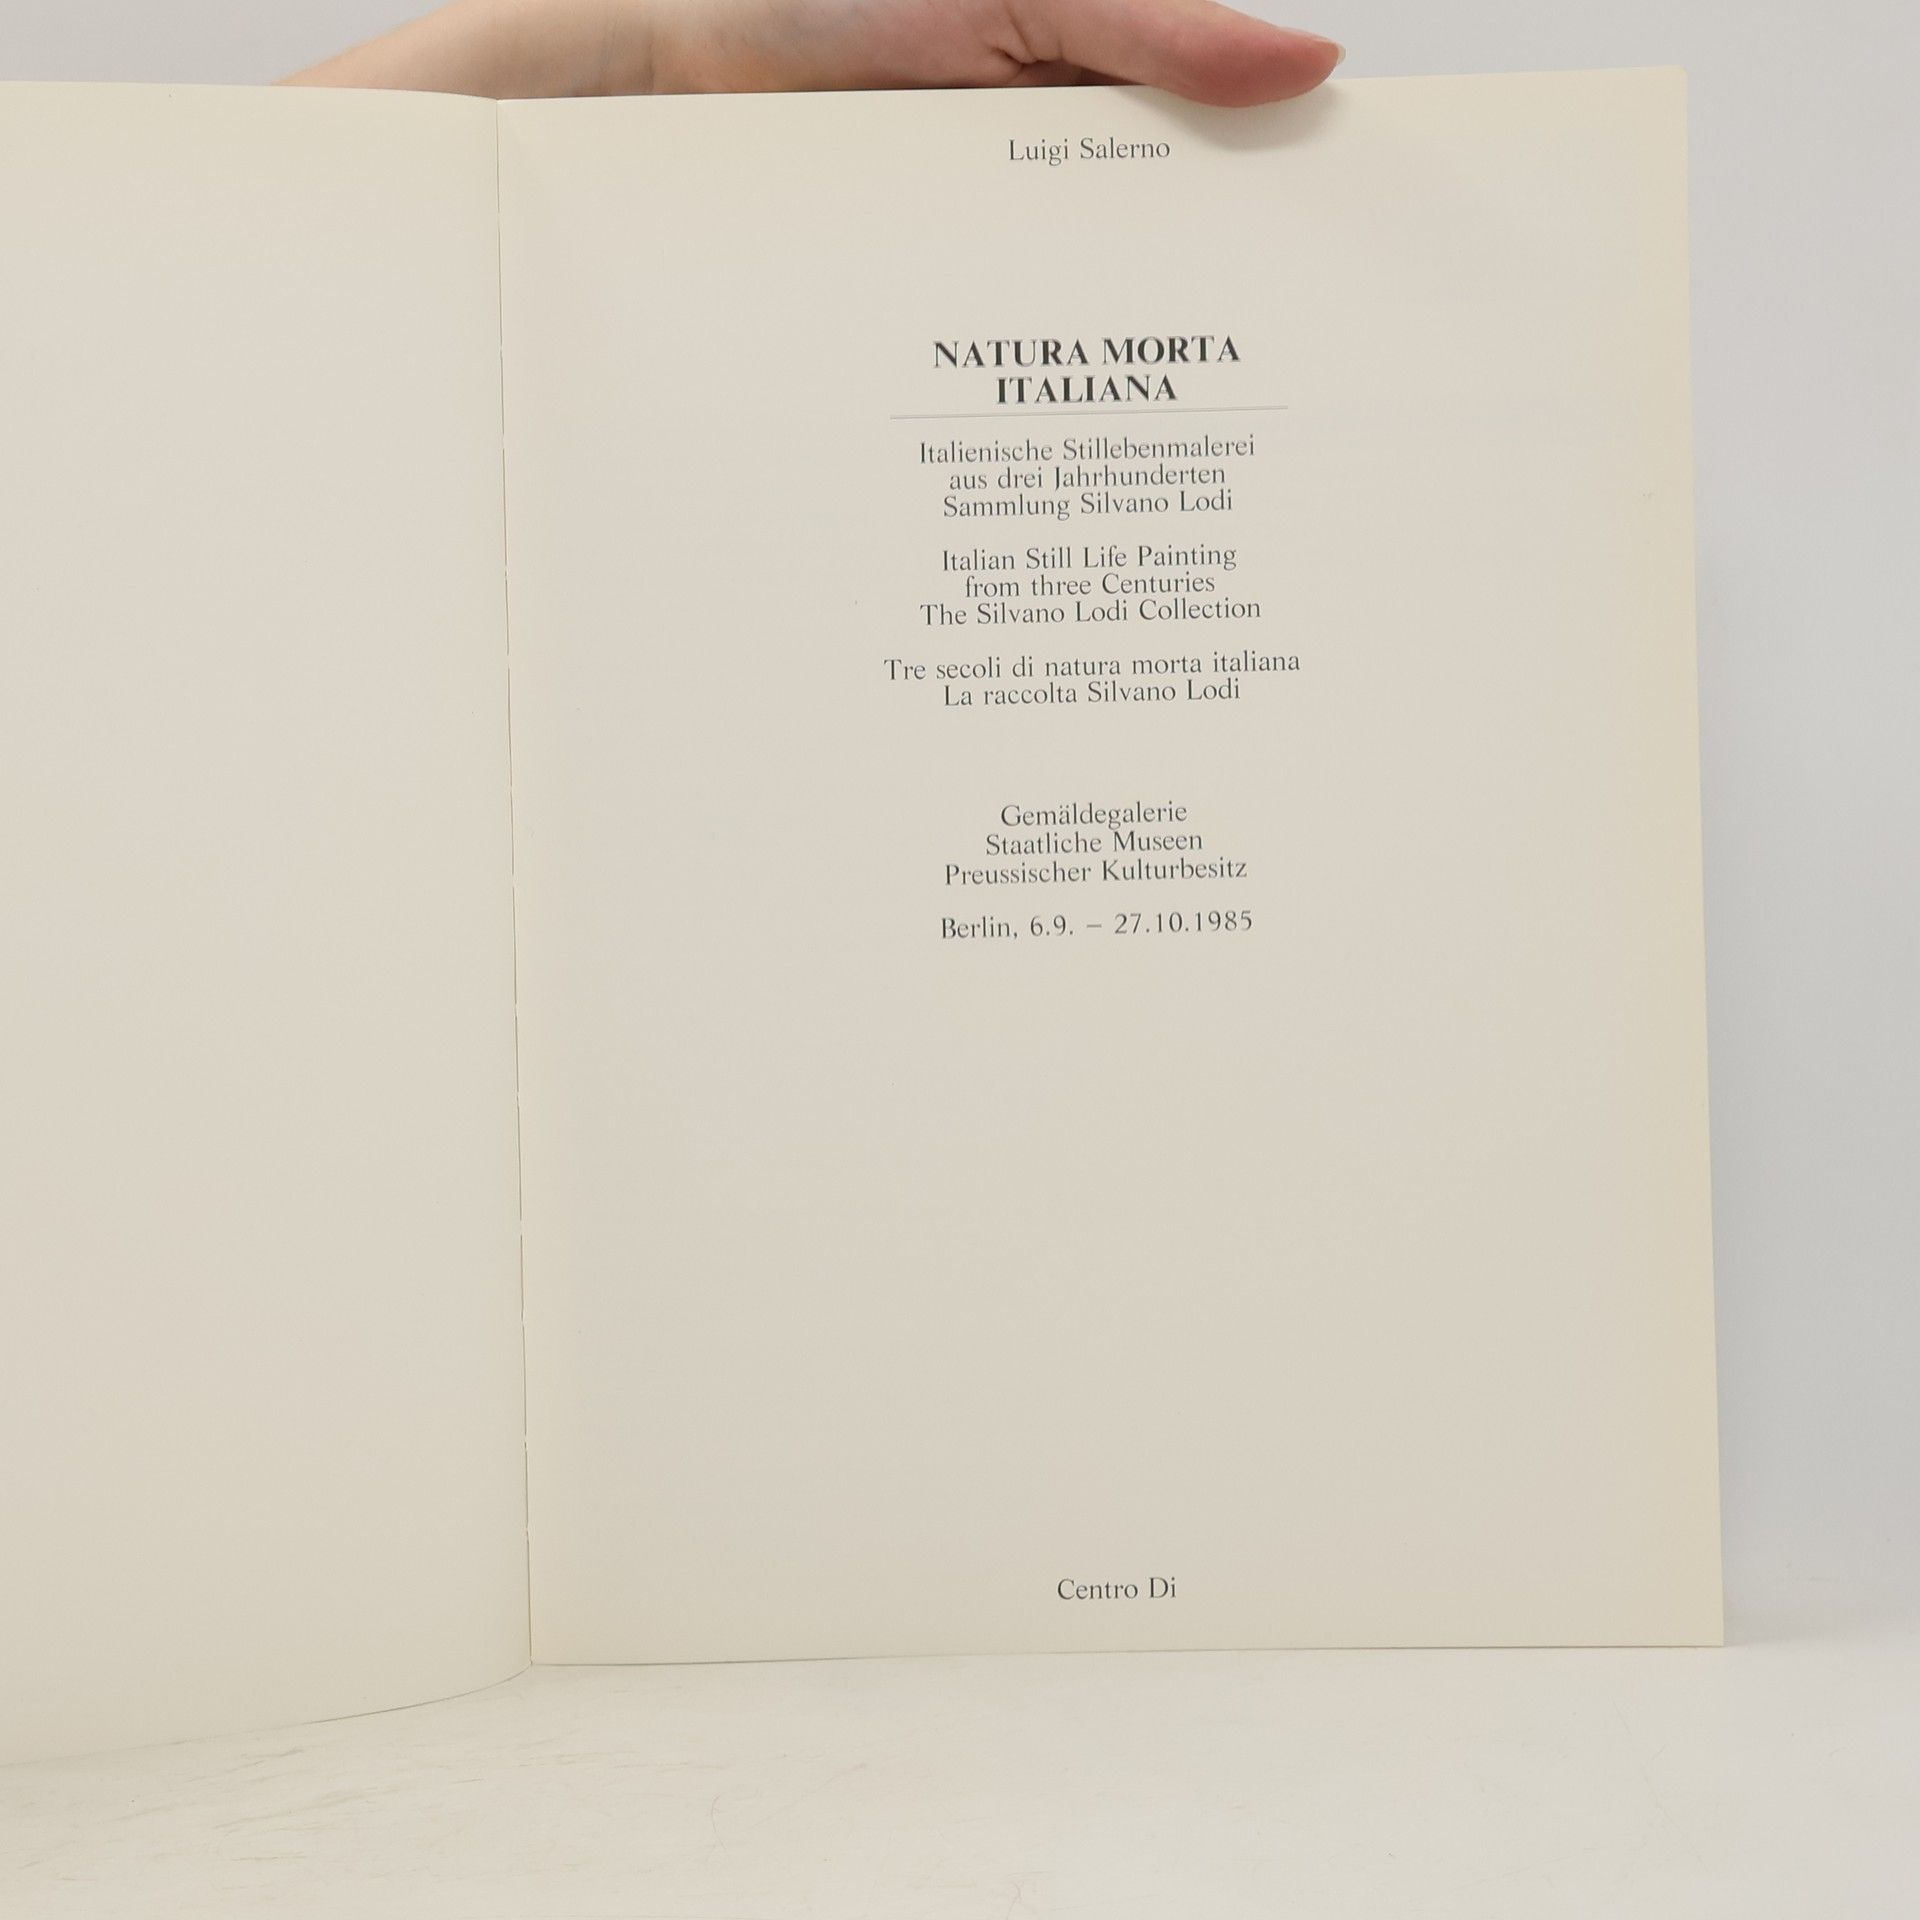 Luigi Salerno
NATURA MORTA
ITALIANA
Italienische Stillebenmalerei
aus drei Jahrhunderten
Sammlung Silvano Lodi
Italian Still Life Painting
from three Centuries
The Silvano Lodi Collection
Tre secoli di natura morta italiana
La raccolta Silvano Lodi
Gemäldegalerie
Staatliche Museen
Preussischer Kulturbesitz
Berlin, 6.9. – 27.10.1985
Centro Di